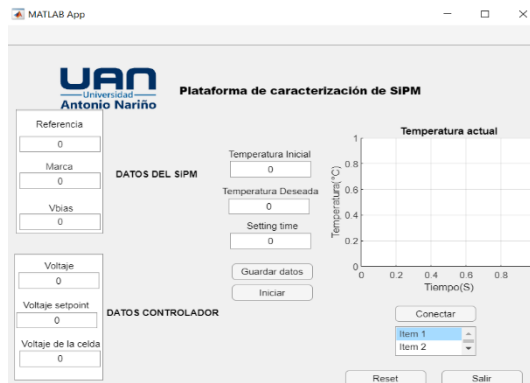 MATLAB App
UAN
Universidad
Antonio Nariño
Plataforma de caracterización de SiPM
Referencia
0
Marca
0
Vbias
0
DATOS DEL SiPM
Temperatura Inicial
0
Temperatura Deseada
0
Setting time
0
Guardar datos
Iniciar
Temperatura actual
Temperatura(°C)
1
0.8
0.6
0.4
0.2
0
0 0.2 0.4 0.6 0.8
Tiempo(S)
Voltaje
0
Voltaje setpoint
0
Voltaje de la celda
0
DATOS CONTROLADOR
Conectar
Item 1
Item 2
Reset
Salir